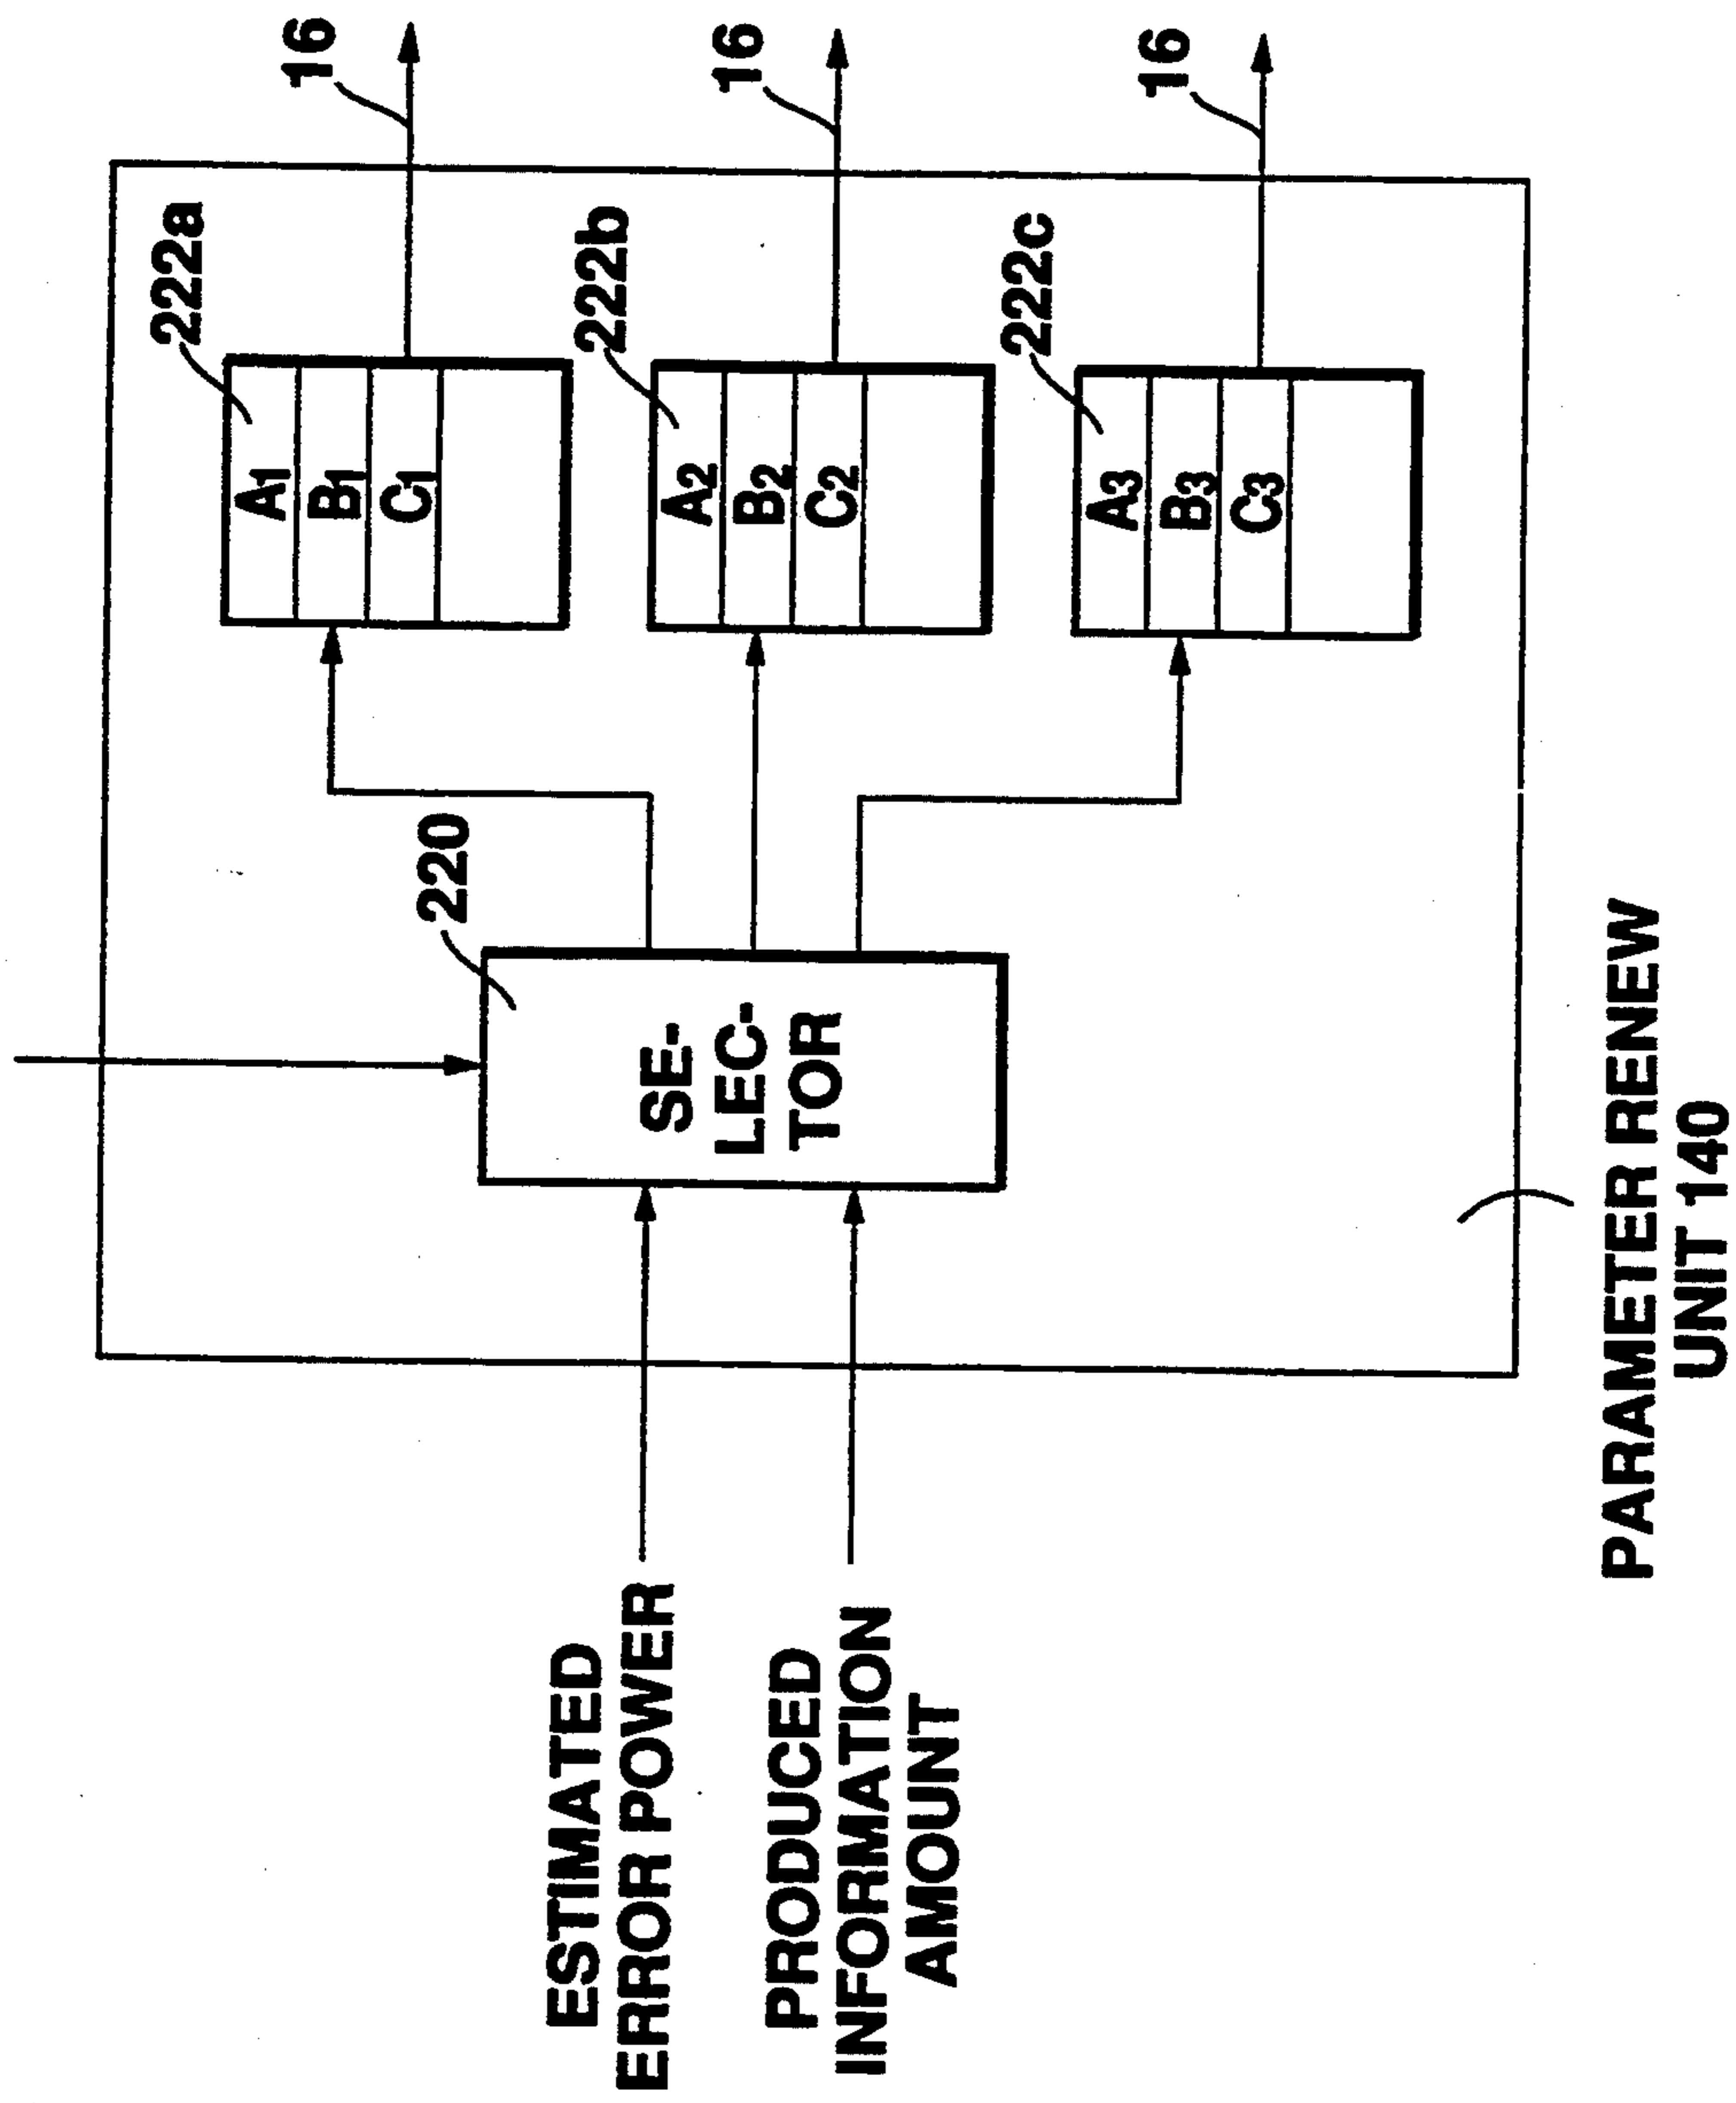 ESTIMATED
ERROR POWER
PRODUCED
INFORMATION
AMOUNT
220
SE-
LEC-
TOR
222a
A1
B1
C1
16
222b
A2
B2
C2
16
222c
A3
B3
C3
16
PARAMETER RENEW
UNIT 140